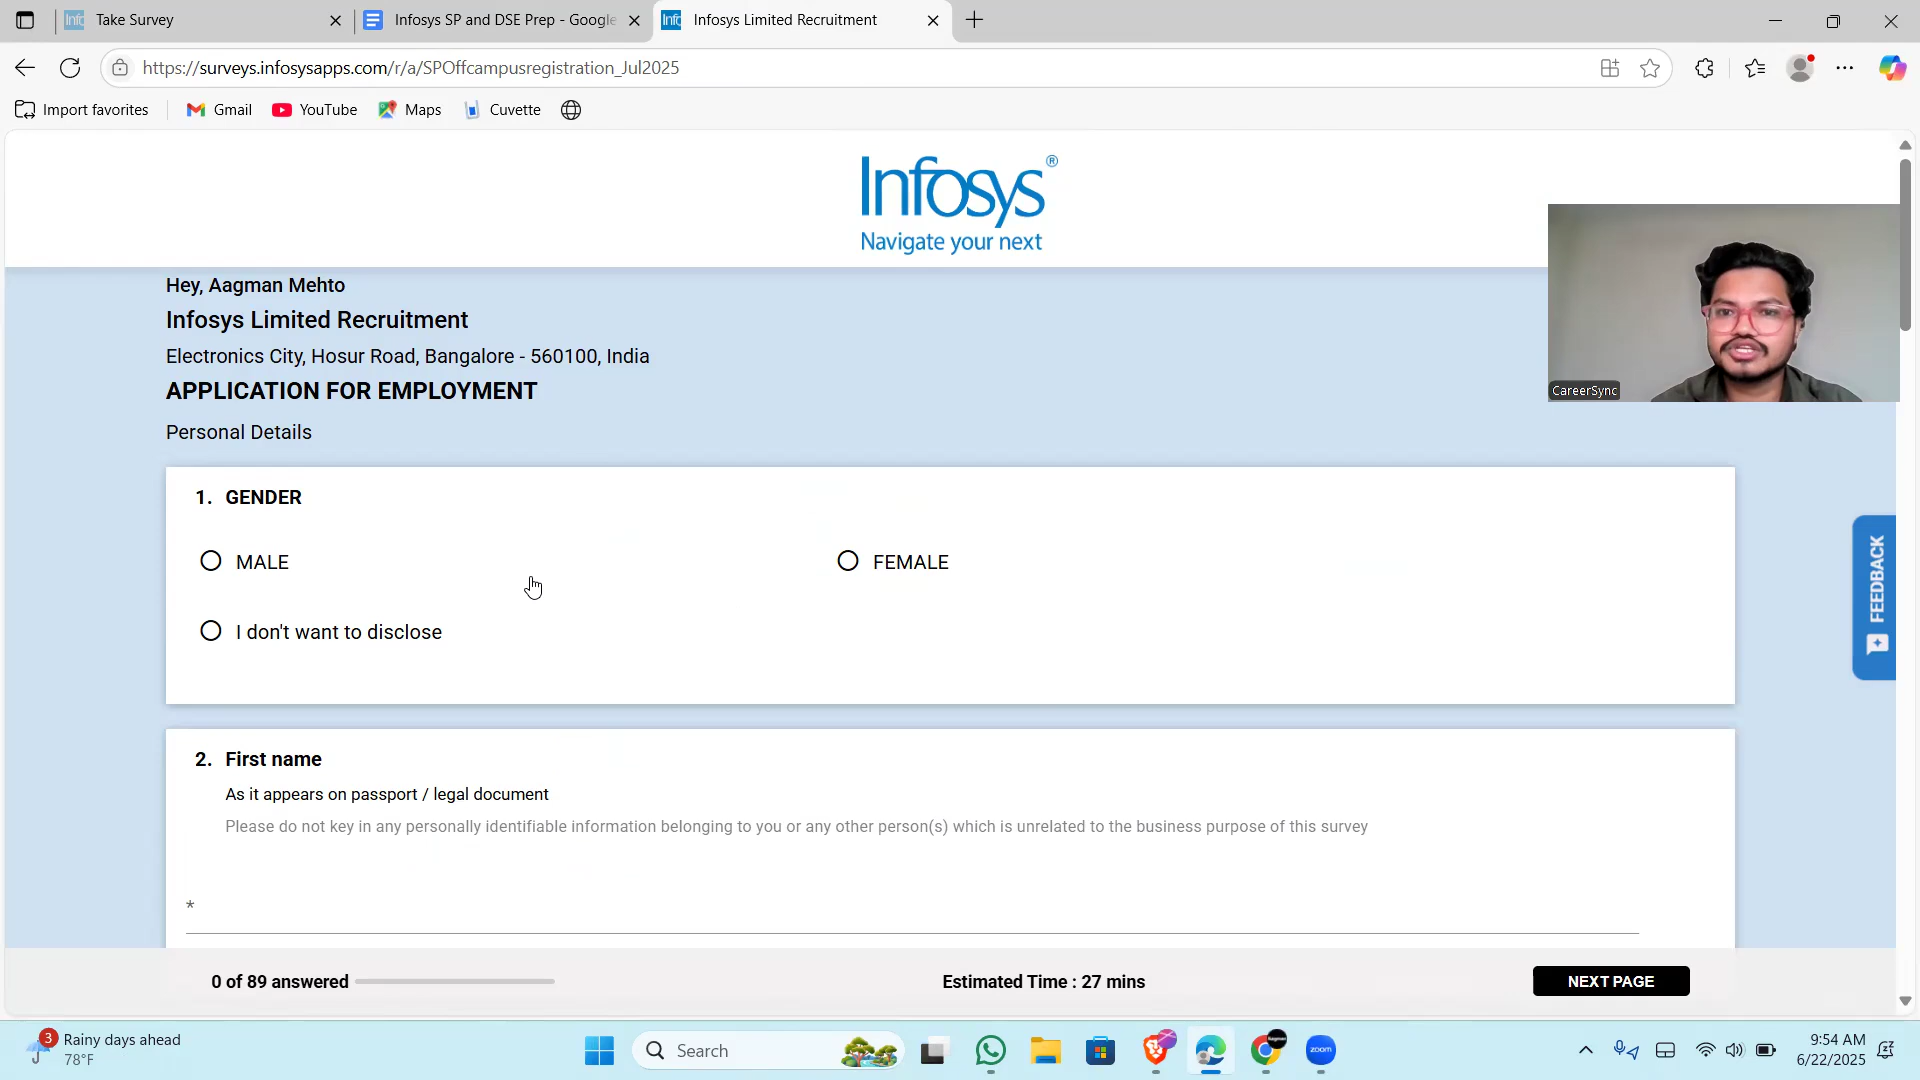 Take Survey
Infosys SP and DSE Prep - Google
Infosys Limited Recruitment
https://surveys.infosysapps.com/r/a/SPOffcampusregistration_Jul2025
Import favorites
Gmail
YouTube
Maps
Cuvette
Infosys®
Navigate your next
Hey, Aagman Mehto
Infosys Limited Recruitment
Electronics City, Hosur Road, Bangalore - 560100, India
APPLICATION FOR EMPLOYMENT
Personal Details
CareerSync
1. GENDER
MALE
FEMALE
I don't want to disclose
FEEDBACK
2. First name
As it appears on passport / legal document
Please do not key in any personally identifiable information belonging to you or any other person(s) which is unrelated to the business purpose of this survey
*
0 of 89 answered
Estimated Time : 27 mins
NEXT PAGE
3
Rainy days ahead
78°F
Search
zoom
9:54 AM
6/22/2025